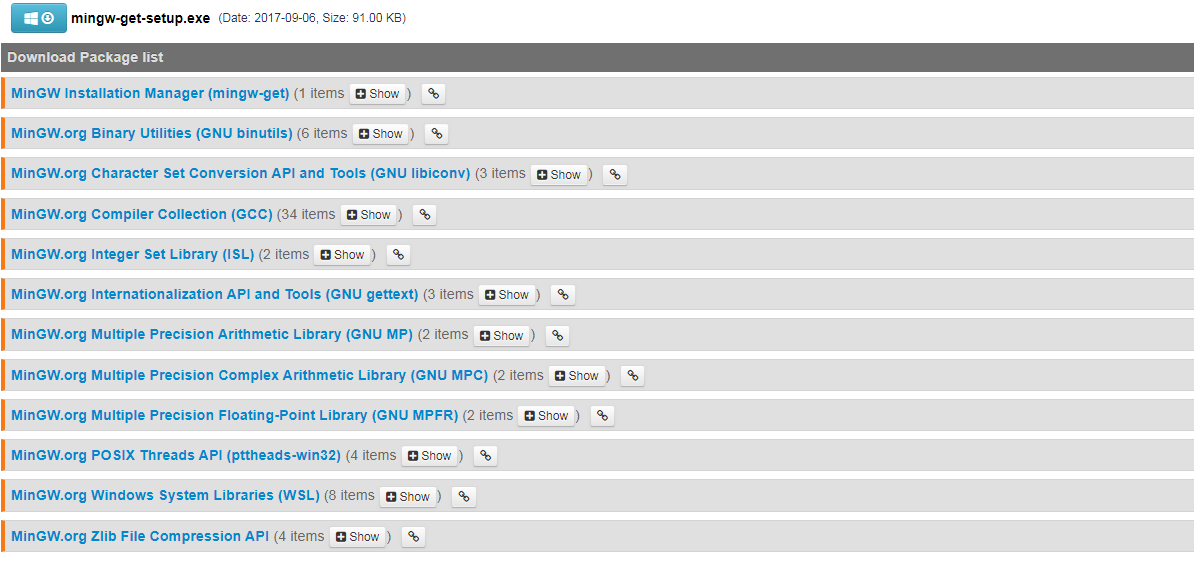 mingw-get-setup.exe (Date: 2017-09-06, Size: 91.00 KB)
Download Package list
MinGW Installation Manager (mingw-get) (1 items Show )
MinGW.org Binary Utilities (GNU binutils) (6 items Show )
MinGW.org Character Set Conversion API and Tools (GNU libiconv) (3 items Show )
MinGW.org Compiler Collection (GCC) (34 items Show )
MinGW.org Integer Set Library (ISL) (2 items Show )
MinGW.org Internationalization API and Tools (GNU gettext) (3 items Show )
MinGW.org Multiple Precision Arithmetic Library (GNU MP) (2 items Show )
MinGW.org Multiple Precision Complex Arithmetic Library (GNU MPC) (2 items Show )
MinGW.org Multiple Precision Floating-Point Library (GNU MPFR) (2 items Show )
MinGW.org POSIX Threads API (pttheads-win32) (4 items Show )
MinGW.org Windows System Libraries (WSL) (8 items Show )
MinGW.org Zlib File Compression API (4 items Show )